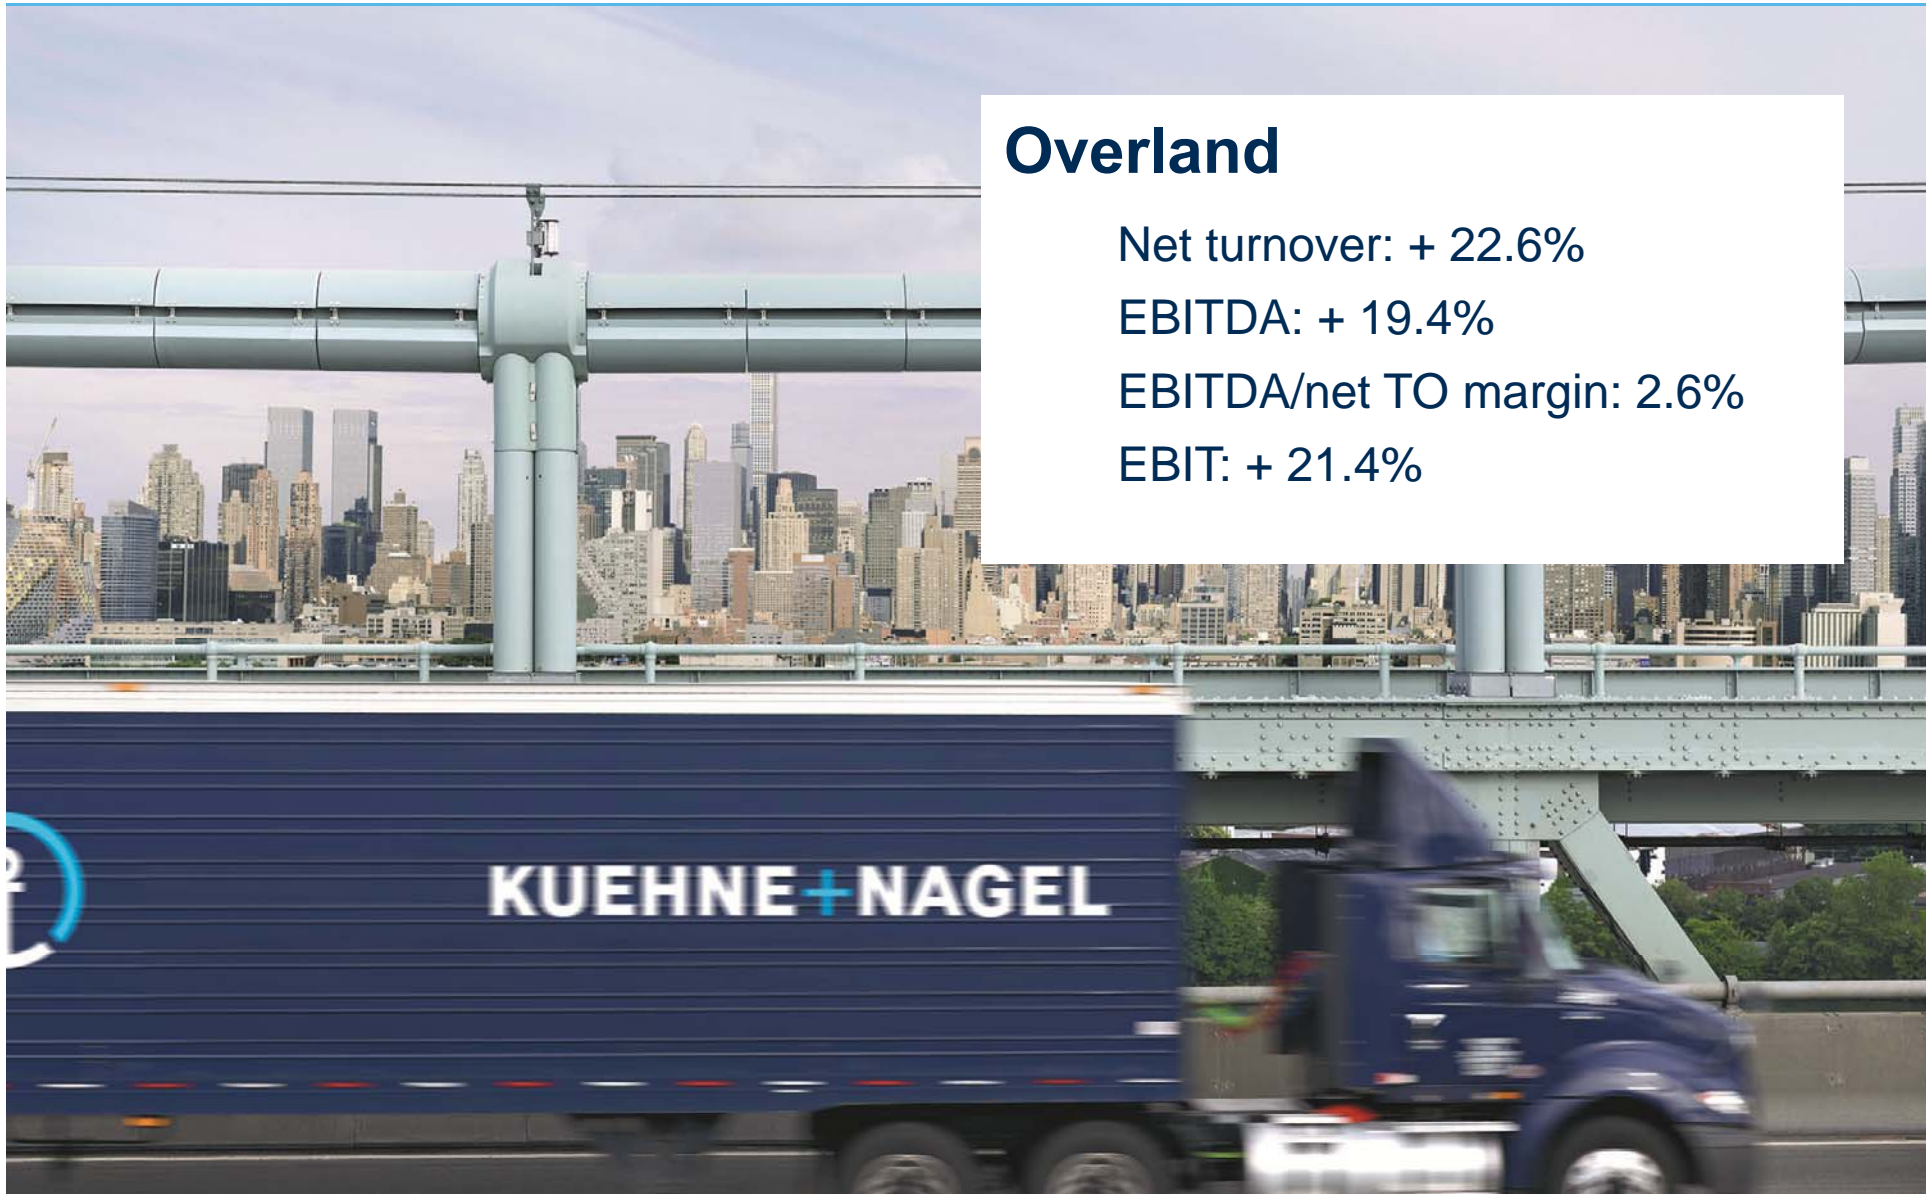 Overland
Net turnover: + 22.6%
EBITDA: + 19.4%
EBITDA/net TO margin: 2.6%
EBIT: + 21.4%
KUEHNE+NAGEL